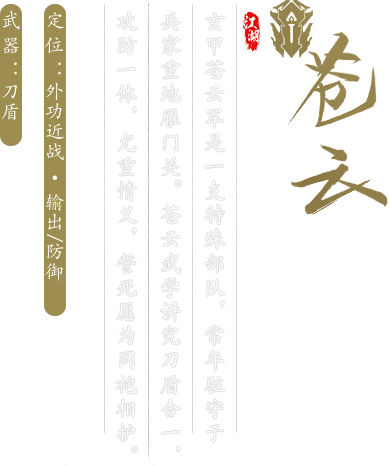 苍云
江湖
玄甲苍云军是一支特殊部队，常年驻守于
兵家重地雁门关。苍云武学讲究刀盾合一，
攻防一体，尤重情义，誓死愿为同袍相护。
定位：外功近战·输出/防御
武器：刀盾